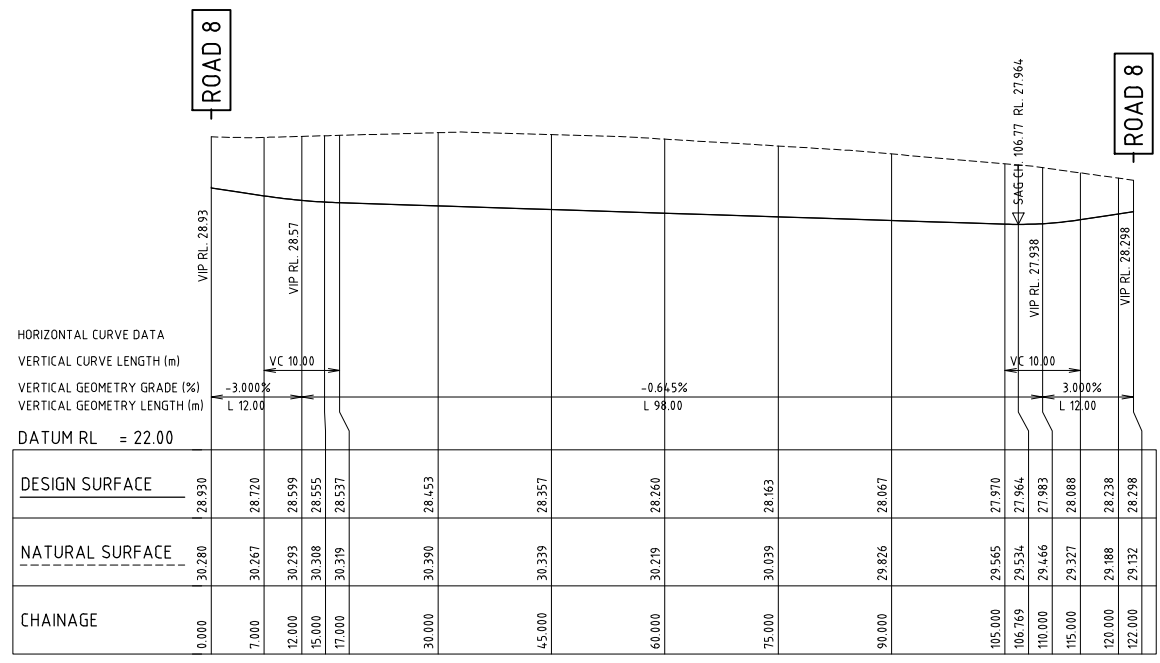 ROAD 8
ROAD 8
SAG CH. 106.77 RL. 27.964
VIP RL. 28.93
VIP RL. 28.57
VIP RL. 27.938
VIP RL. 28.298
HORIZONTAL CURVE DATA
VERTICAL CURVE LENGTH (m) VC 10.00 VC 10.00
VERTICAL GEOMETRY GRADE (%) -3.000% -0.645% 3.000%
VERTICAL GEOMETRY LENGTH (m) L 12.00 L 98.00 L 12.00
DATUM RL = 22.00
DESIGN SURFACE 28.930 28.720 28.599 28.555 28.537 28.453 28.357 28.260 28.163 28.067 27.970 27.964 27.983 28.088 28.238 28.298
NATURAL SURFACE 30.280 30.267 30.293 30.308 30.319 30.390 30.339 30.219 30.039 29.826 29.565 29.534 29.466 29.327 29.188 29.132
CHAINAGE 0.000 7.000 12.000 15.000 17.000 30.000 45.000 60.000 75.000 90.000 105.000 106.769 110.000 115.000 120.000 122.000